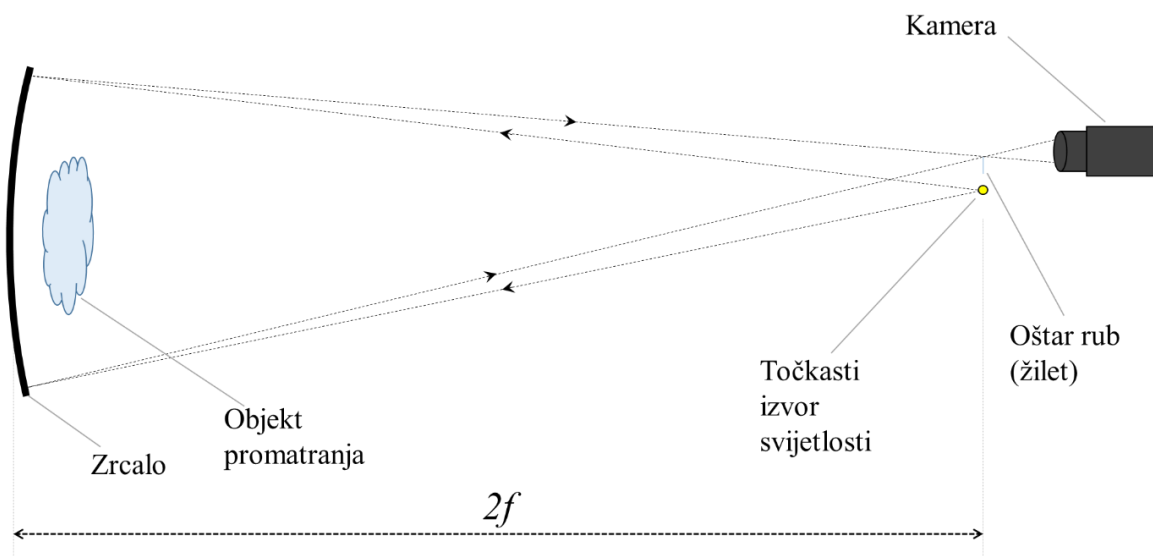 Kamera
Oštar rub
(žilet)
Točkasti
izvor
svijetlosti
Objekt
promatranja
Zrcalo
2f